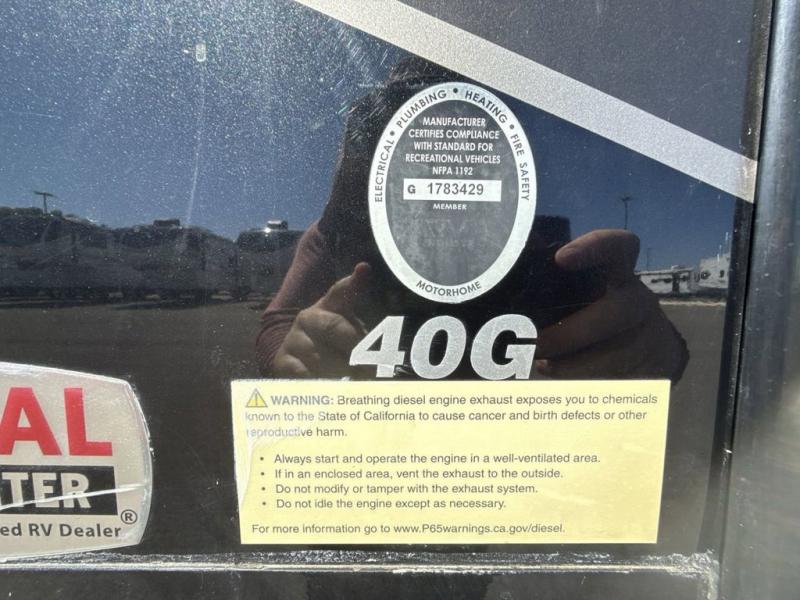 ELECTRICAL • PLUMBING • HEATING • FIRE SAFETY
MANUFACTURER
CERTIFIES COMPLIANCE
WITH STANDARD FOR
RECREATIONAL VEHICLES
NFPA 1192
G 1783429
MEMBER
MOTORHOME
40G
WARNING: Breathing diesel engine exhaust exposes you to chemicals
known to the State of California to cause cancer and birth defects or other
reproductive harm.
• Always start and operate the engine in a well-ventilated area.
• If in an enclosed area, vent the exhaust to the outside.
• Do not modify or tamper with the exhaust system.
• Do not idle the engine except as necessary.
For more information go to www.P65warnings.ca.gov/diesel.
AL
TER
ed RV Dealer®